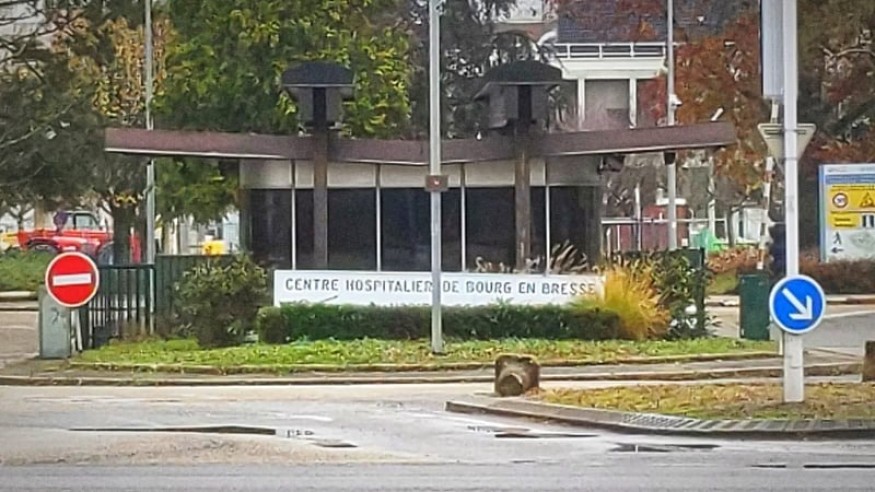 CENTRE HOSPITALIER DE BOURG EN BRESSE